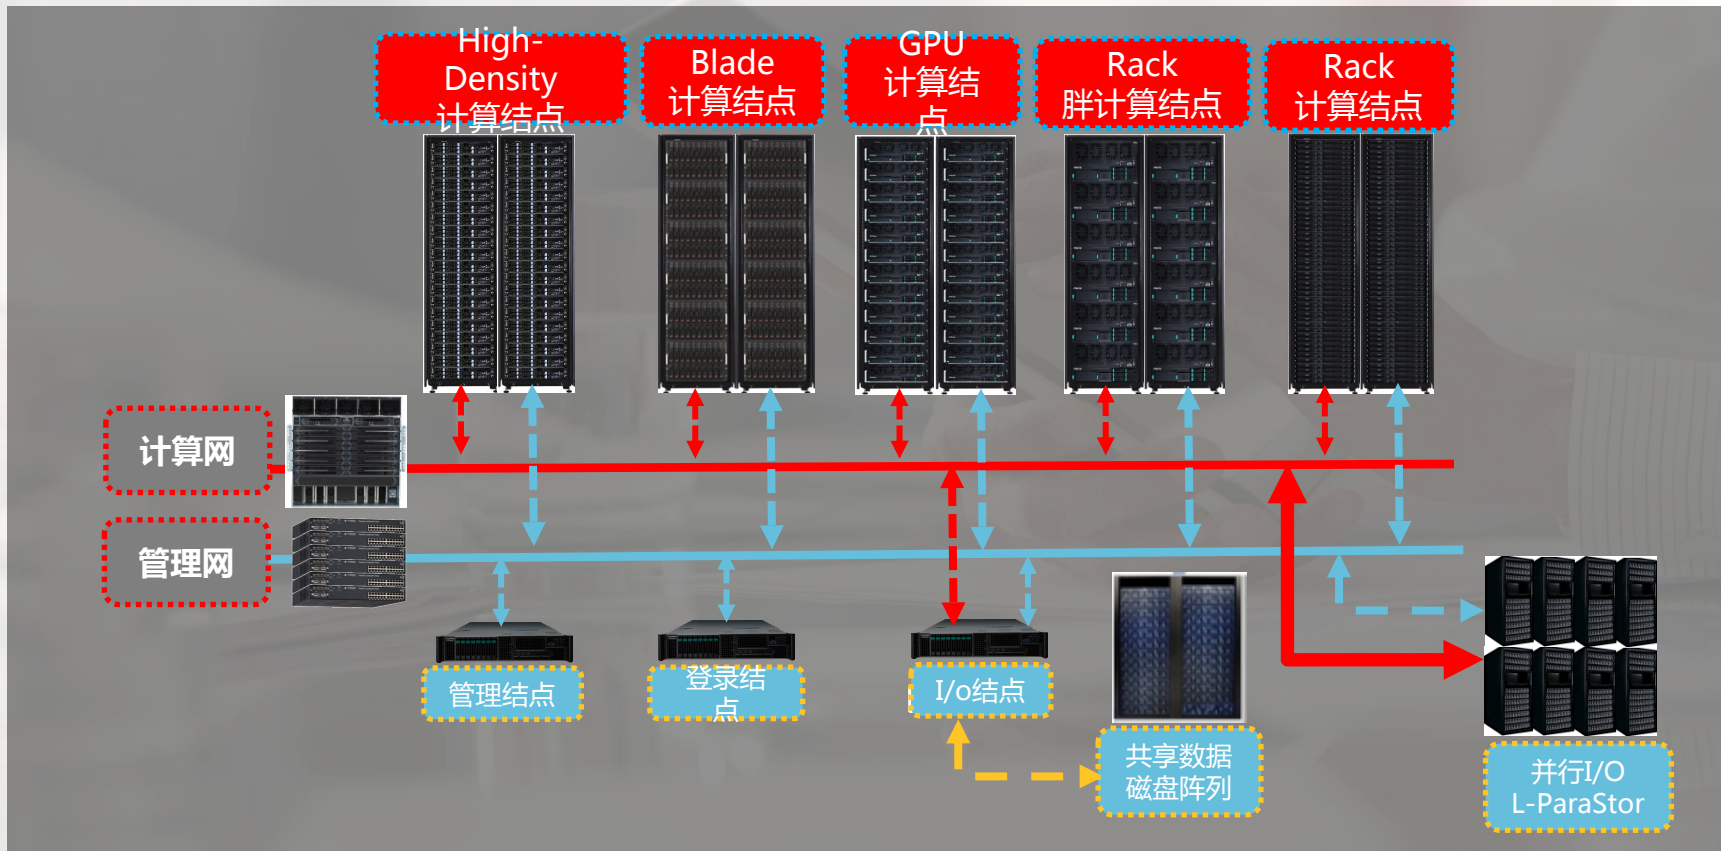 High-
Density
计算结点
Blade
计算结点
GPU
计算结
点
Rack
胖计算结点
Rack
计算结点
计算网
管理网
管理结点
登录结
点
I/o结点
共享数据
磁盘阵列
并行I/O
L-ParaStor